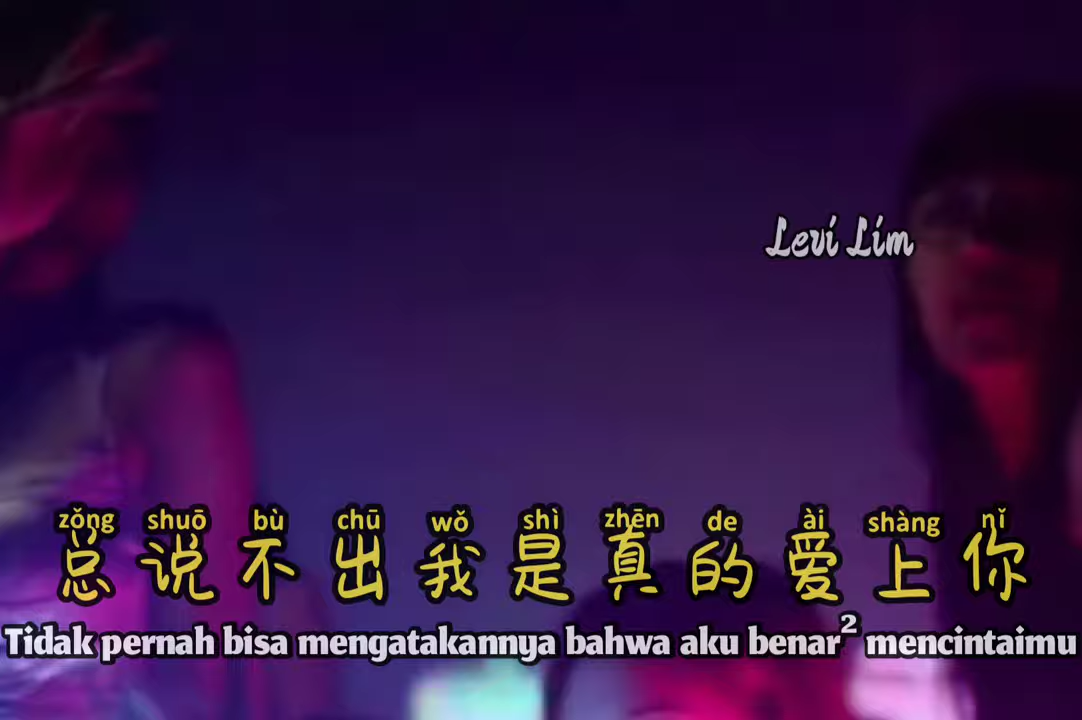 Levi Lim
zǒng shuō bù chū wǒ shì zhēn de ài shàng nǐ
总说不出我是真的爱上你
Tidak pernah bisa mengatakannya bahwa aku benar² mencintaimu